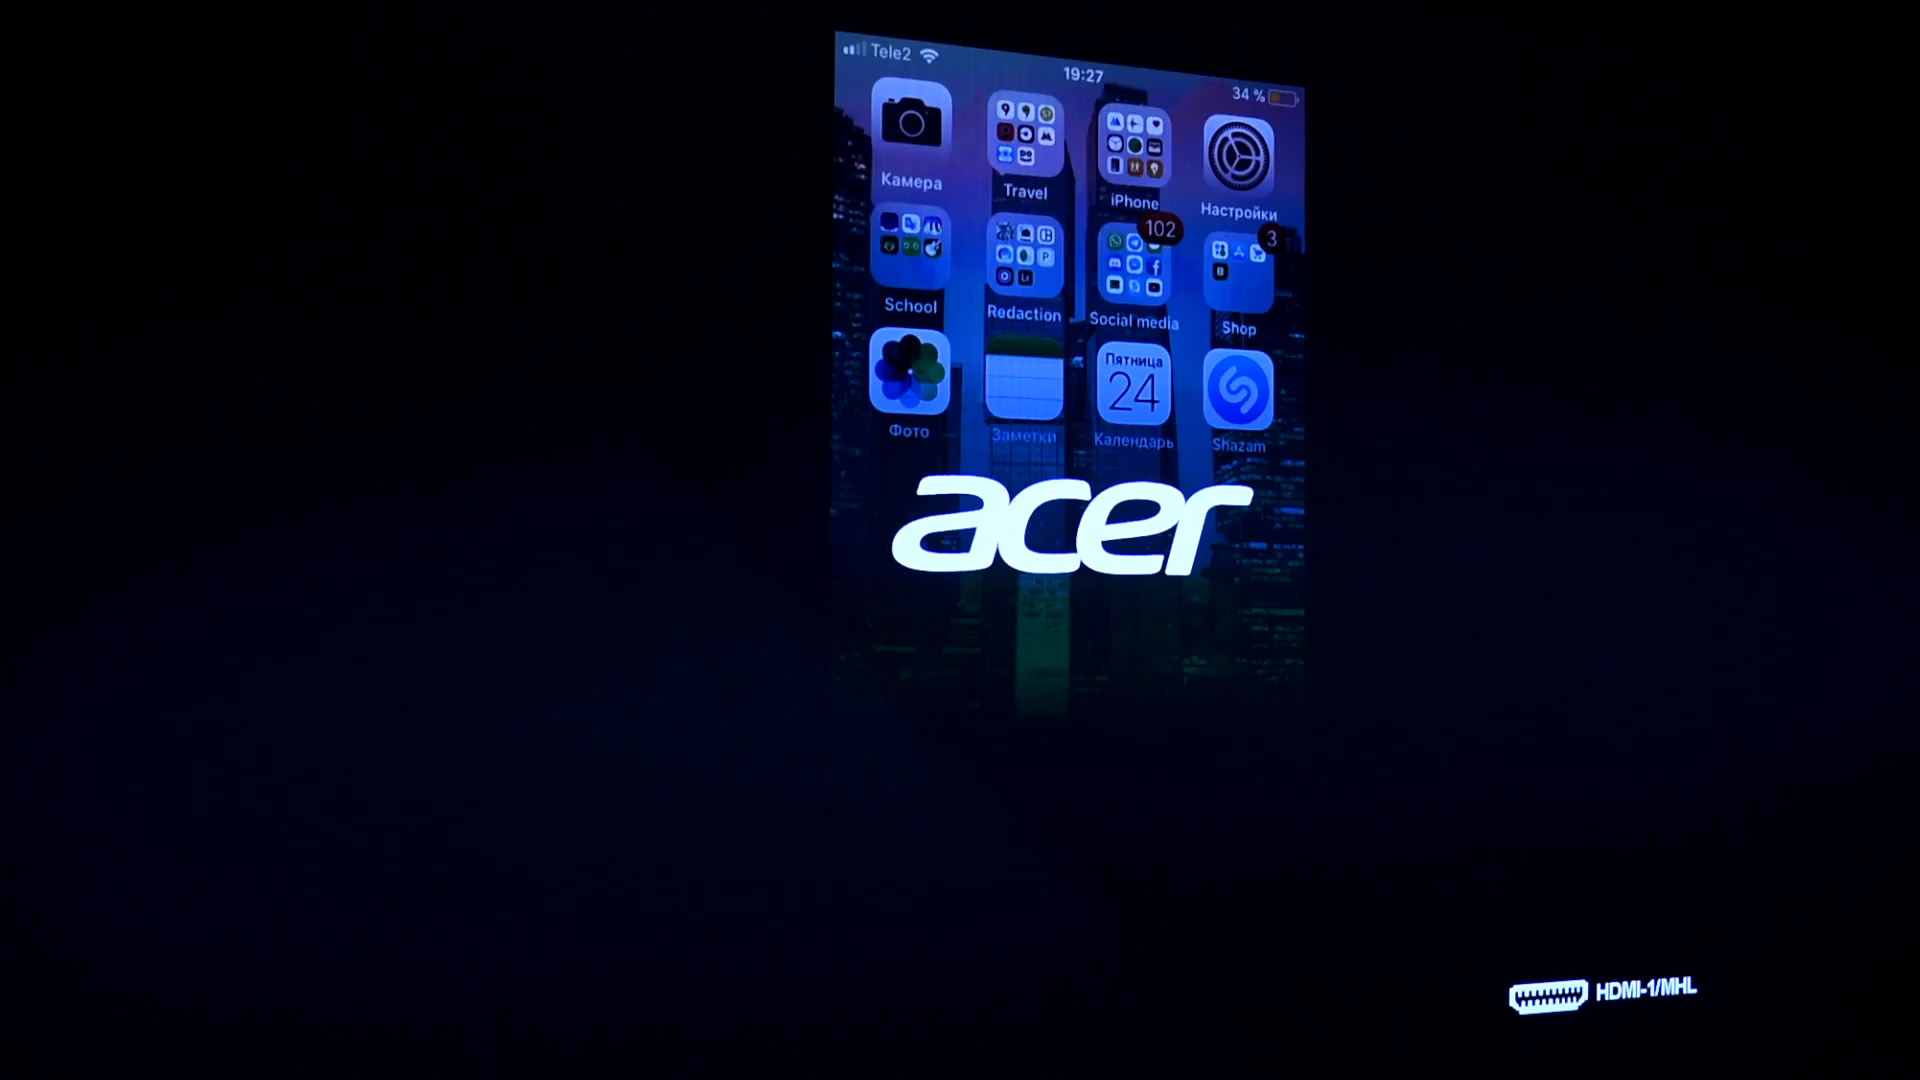 Tele2
19:27
34 %
Камера
Travel
iPhone
Настройки
102
3
School
Redaction
Social media
Shop
Пятница
24
Фото
Заметки
Календарь
Shazam
acer
HDMI-1/MHL